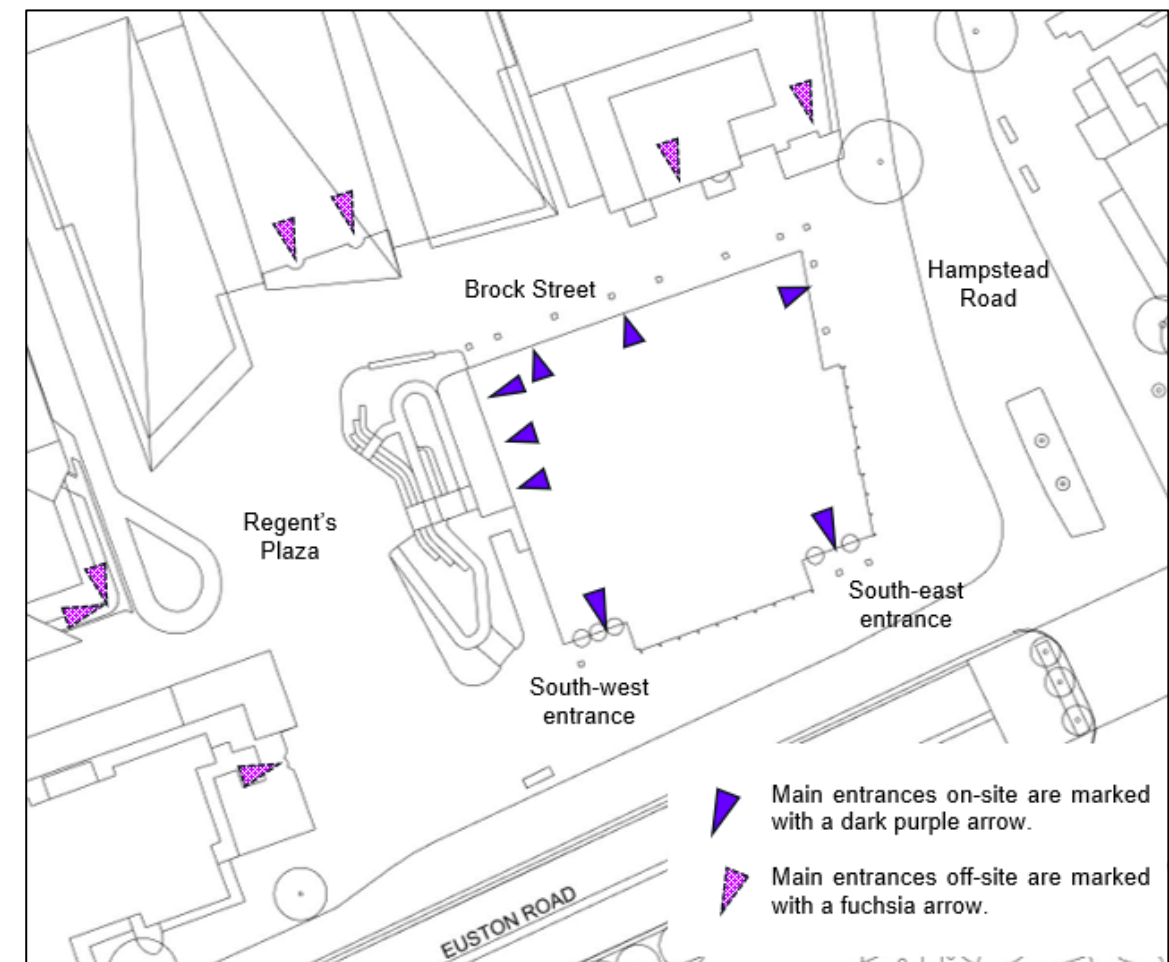 Brock Street
Hampstead
Road
Regent's
Plaza
South-east
entrance
South-west
entrance
Main entrances on-site are marked
with a dark purple arrow.
Main entrances off-site are marked
with a fuchsia arrow.
EUSTON ROAD